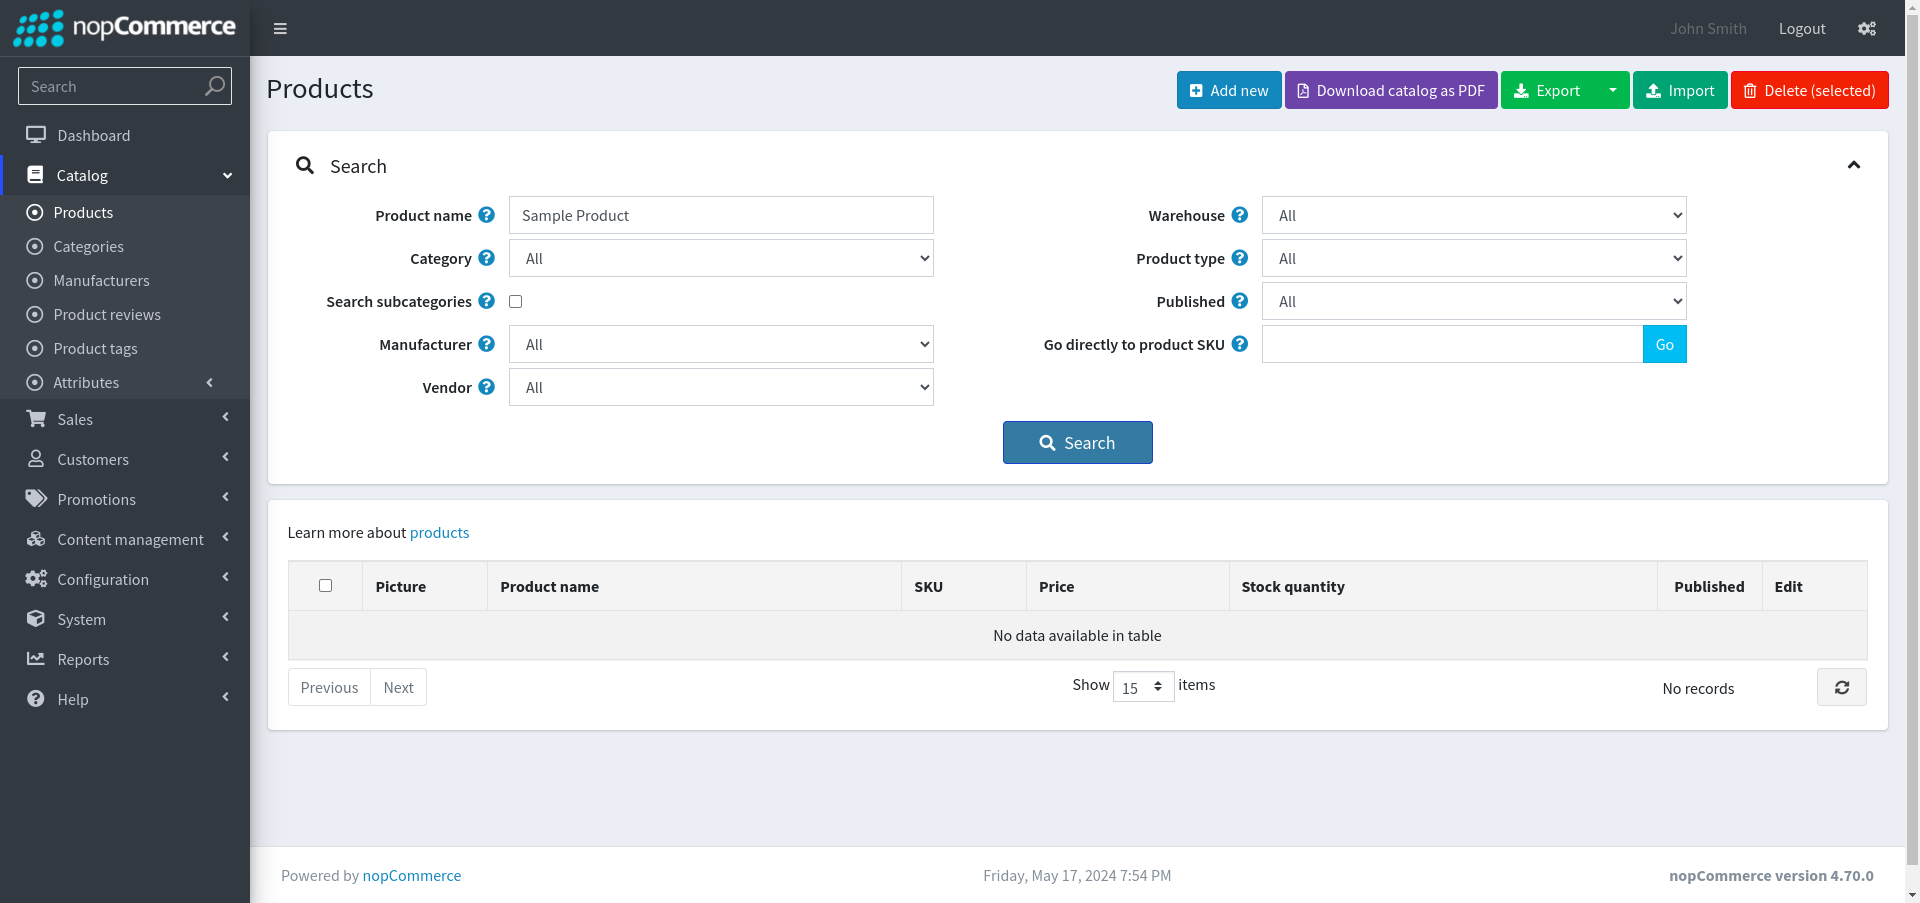 nopCommerce
John Smith
Logout
Search
Dashboard
Catalog
Products
Categories
Manufacturers
Product reviews
Product tags
Attributes
Sales
Customers
Promotions
Content management
Configuration
System
Reports
Help
Products
Add new
Download catalog as PDF
Export
Import
Delete (selected)
Search
Product name
Sample Product
Category
All
Search subcategories
Manufacturer
All
Vendor
All
Warehouse
All
Product type
All
Published
All
Go directly to product SKU
Go
Search
Learn more about products
Picture
Product name
SKU
Price
Stock quantity
Published
Edit
No data available in table
Previous
Next
Show 15 items
No records
Powered by nopCommerce
Friday, May 17, 2024 7:54 PM
nopCommerce version 4.70.0